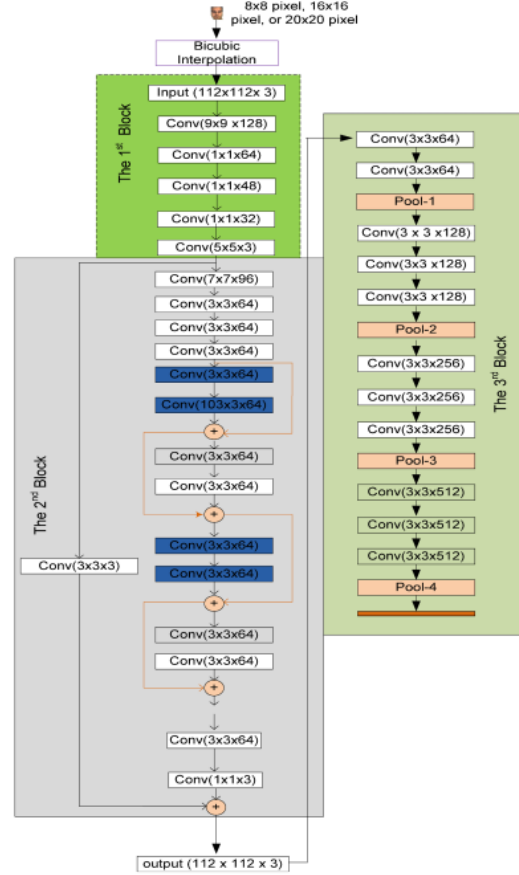 8x8 pixel, 16x16
pixel, or 20x20 pixel
Bicubic
Interpolation
The 1st Block
Input (112x112x 3)
Conv(9x9 x128)
Conv(1x1x64)
Conv(1x1x48)
Conv(1x1x32)
Conv(5x5x3)
The 2nd Block
Conv(7x7x96)
Conv(3x3x64)
Conv(3x3x64)
Conv(3x3x64)
Conv(3x3x64)
Conv(103x3x64)
+
Conv(3x3x64)
Conv(3x3x64)
+
Conv(3x3x64)
Conv(3x3x3)
Conv(3x3x64)
+
Conv(3x3x64)
Conv(3x3x64)
+
Conv(3x3x64)
Conv(1x1x3)
+
output (112 x 112 x 3)
The 3rd Block
Conv(3x3x64)
Conv(3x3x64)
Pool-1
Conv(3 x 3 x128)
Conv(3x3 x128)
Conv(3x3 x128)
Pool-2
Conv(3x3x256)
Conv(3x3x256)
Conv(3x3x256)
Pool-3
Conv(3x3x512)
Conv(3x3x512)
Conv(3x3x512)
Pool-4